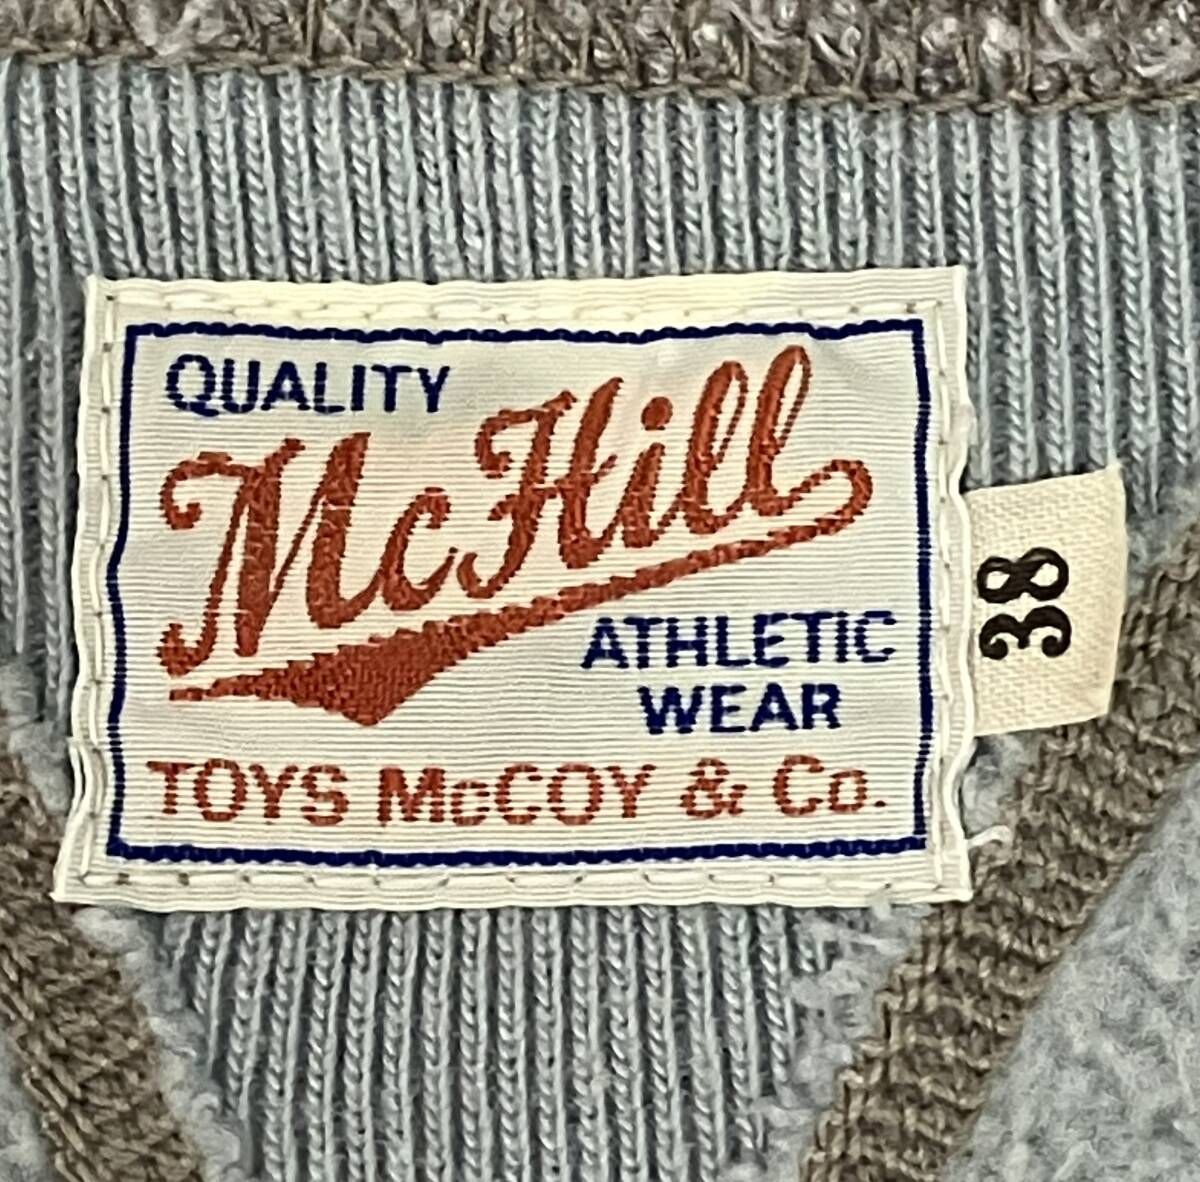 QUALITY
McHill
ATHLETIC
WEAR
TOYS McCOY & Co.
38